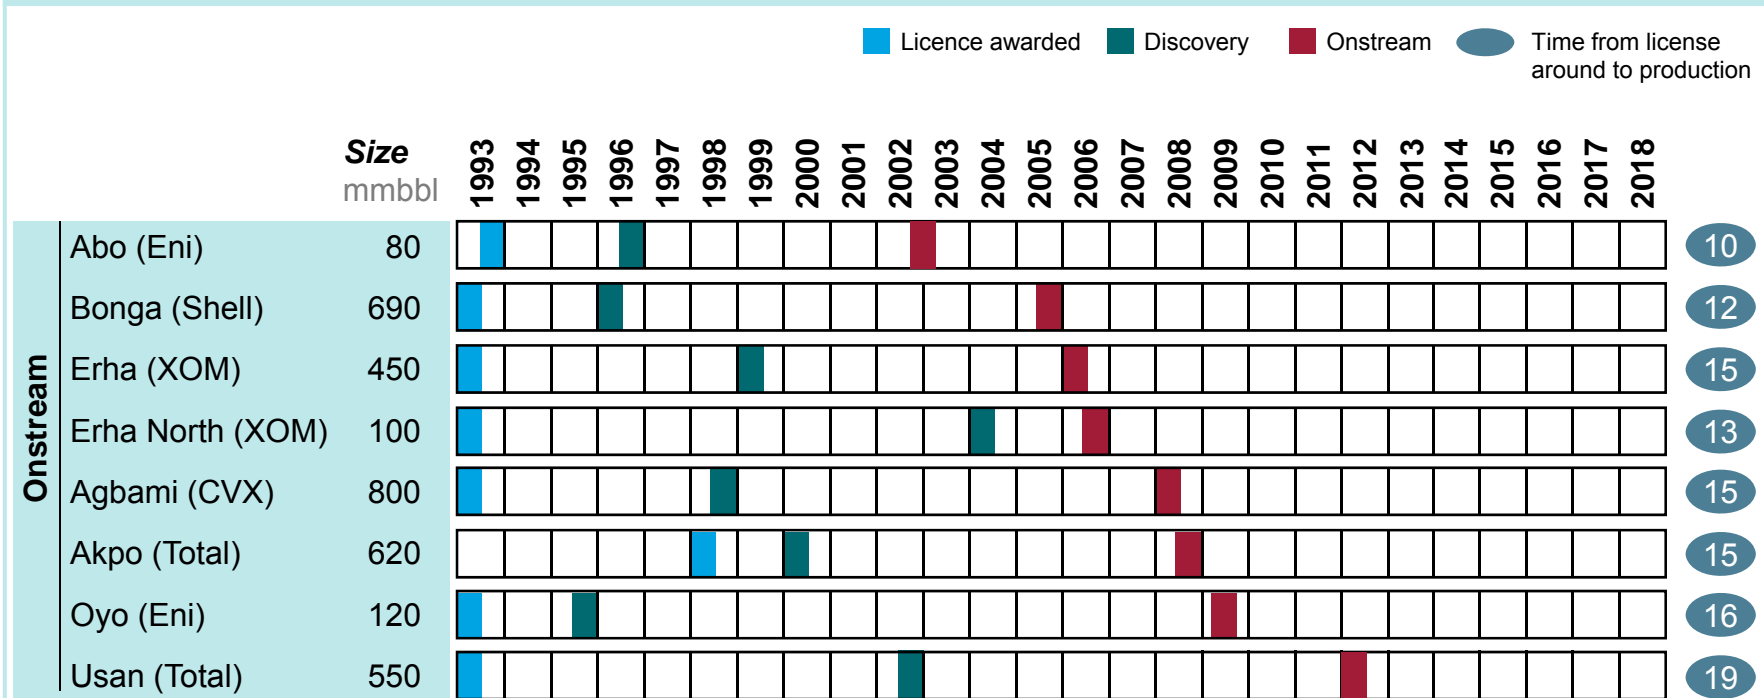 Licence awarded Discovery Onstream Time from license
around to production
Size
mmbbl
1993 1994 1995 1996 1997 1998 1999 2000 2001 2002 2003 2004 2005 2006 2007 2008 2009 2010 2011 2012 2013 2014 2015 2016 2017 2018
Onstream
Abo (Eni) 80 10
Bonga (Shell) 690 12
Erha (XOM) 450 15
Erha North (XOM) 100 13
Agbami (CVX) 800 15
Akpo (Total) 620 15
Oyo (Eni) 120 16
Usan (Total) 550 19